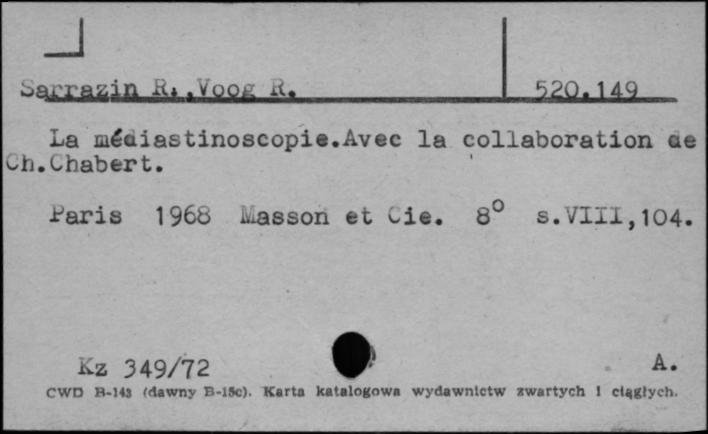 Sarrazin R.,Voog R. 520.149
La médiastinoscopie.Avec la collaboration de
Ch.Chabert.
Paris 1968 Masson et Cie. 8° s.VIII,104.
Kz 349/72 A.
CWD B-143 (dawny B-15c). Karta katalogowa wydawnictw zwartych i ciągłych.